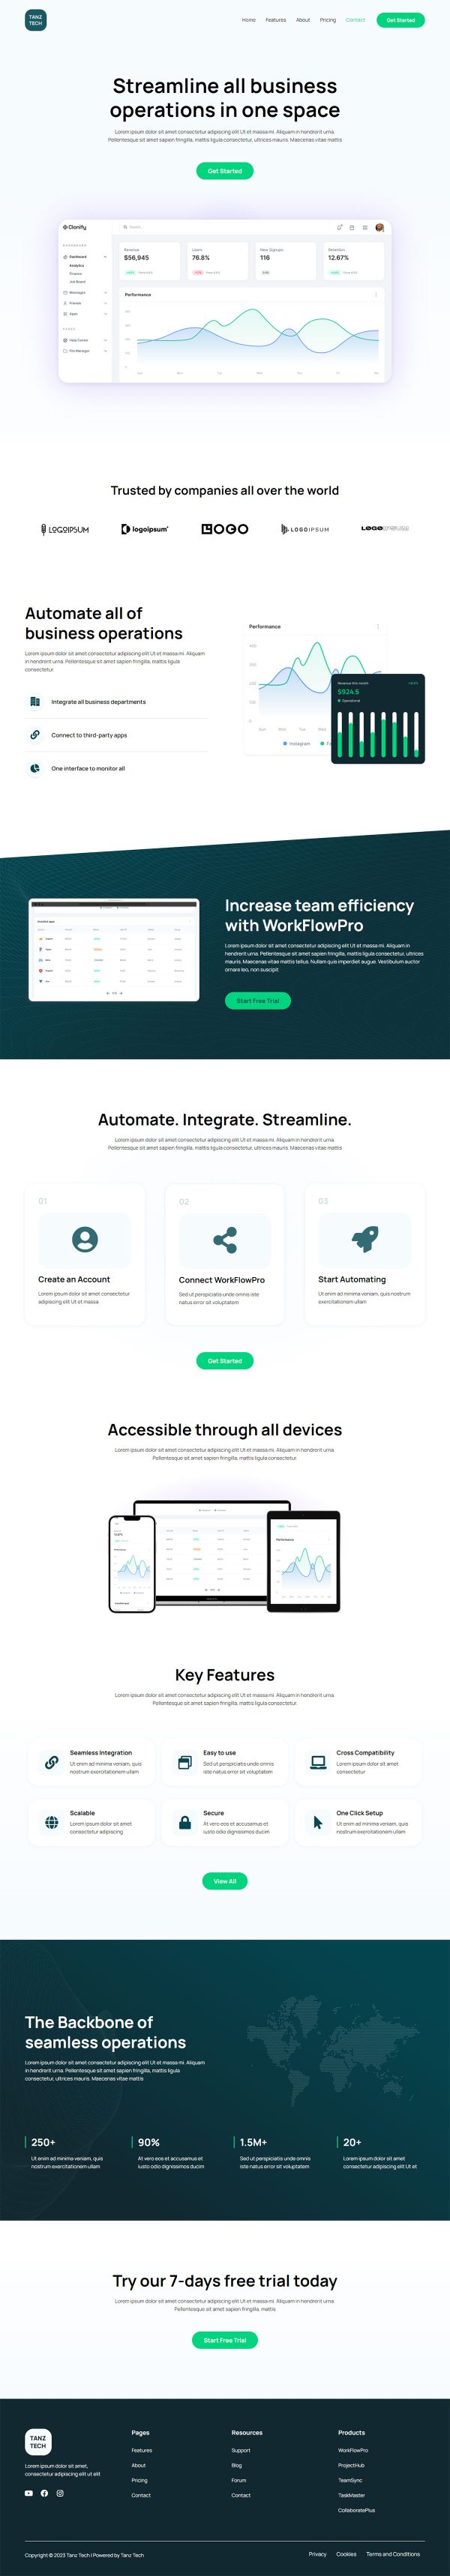 TANZ
TECH
Home Features About Pricing Contact Get Started
Streamline all business
operations in one space
Lorem ipsum dolor sit amet consectetur adipiscing elit Ut et massa mi. Aliquam in hendrerit urna.
Pellentesque sit amet sapien fringilla, mattis ligula consectetur, ultrices mauris. Maecenas vitae mattis
Get Started
Clonify
Dashboard
Analytics
Finance
Job Board
Messages
Friends
Apps
Help Center
File Manager
Revenue
$56,945
Users
76.8%
New Signups
116
Retention
12.67%
Performance
Trusted by companies all over the world
LOGOIPSUM
logoipsum
LOGO
LOGOIPSUM
Automate all of
business operations
Lorem ipsum dolor sit amet consectetur adipiscing elit Ut et massa mi. Aliquam
in hendrerit urna. Pellentesque sit amet sapien fringilla, mattis ligula
consectetur
Integrate all business departments
Connect to third-party apps
One interface to monitor all
Performance
400
300
200
100
0
Sun Mon Tue
Instagram
Revenue this month
$924.5
Operational
Increase team efficiency
with WorkFlowPro
Lorem ipsum dolor sit amet consectetur adipiscing elit Ut et massa mi. Aliquam in
hendrerit urna. Pellentesque sit amet sapien fringilla, mattis ligula consectetur, ultrices
mauris. Maecenas vitae mattis tellus. Nullam quis imperdiet augue. Vestibulum auctor
ornare leo, non suscipit
Start Free Trial
Automate. Integrate. Streamline.
Lorem ipsum dolor sit amet consectetur adipiscing elit Ut et massa mi. Aliquam in hendrerit urna.
Pellentesque sit amet sapien fringilla, mattis ligula consectetur, ultrices mauris. Maecenas vitae mattis
01
Create an Account
Lorem ipsum dolor sit amet consectetur
adipiscing elit Ut et massa
02
Connect WorkFlowPro
Sed ut perspiciatis unde omnis iste
natus error sit voluptatem
03
Start Automating
Ut enim ad minima veniam, quis nostrum
exercitationem ullam
Get Started
Accessible through all devices
Lorem ipsum dolor sit amet consectetur adipiscing elit Ut et massa mi. Aliquam in hendrerit urna.
Pellentesque sit amet sapien fringilla, mattis ligula consectetur.
Performance
Key Features
Lorem ipsum dolor sit amet consectetur adipiscing elit Ut et massa mi. Aliquam in hendrerit urna.
Pellentesque sit amet sapien fringilla, mattis ligula consectetur.
Seamless Integration
Ut enim ad minima veniam, quis
nostrum exercitationem ullam
Easy to use
Sed ut perspiciatis unde omnis
iste natus error sit voluptatem
Cross Compatibility
Lorem ipsum dolor sit amet
consectetur
Scalable
Lorem ipsum dolor sit amet
consectetur adipiscing
Secure
At vero eos et accusamus et
iusto odio dignissimos ducim
One Click Setup
Ut enim ad minima veniam, quis
nostrum exercitationem ullam
View All
The Backbone of
seamless operations
Lorem ipsum dolor sit amet consectetur adipiscing elit Ut et massa mi. Aliquam
in hendrerit urna. Pellentesque sit amet sapien fringilla, mattis ligula
consectetur, ultrices mauris. Maecenas vitae mattis
250+
Ut enim ad minima veniam, quis
nostrum exercitationem ullam
90%
At vero eos et accusamus et
iusto odio dignissimos ducim
1.5M+
Sed ut perspiciatis unde omnis
iste natus error sit voluptatem
20+
Lorem ipsum dolor sit amet
consectetur adipiscing elit Ut et
Try our 7-days free trial today
Lorem ipsum dolor sit amet consectetur adipiscing elit Ut et massa mi. Aliquam in hendrerit urna.
Pellentesque sit amet sapien fringilla, mattis
Start Free Trial
TANZ
TECH
Lorem ipsum dolor sit amet,
consectetur adipiscing elit ut elit
Pages
Features
About
Pricing
Contact
Resources
Support
Blog
Forum
Contact
Products
WorkFlowPro
ProjectHub
TeamSync
TaskMaster
CollaboratePlus
Copyright © 2023 Tanz Tech | Powered by Tanz Tech
Privacy Cookies Terms and Conditions